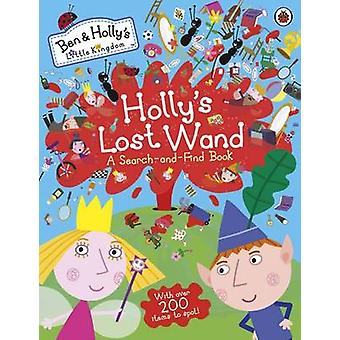 Ben & Holly's
Little Kingdom
Holly's
Lost Wand
A Search-and-Find Book
With over
200
items to spot!